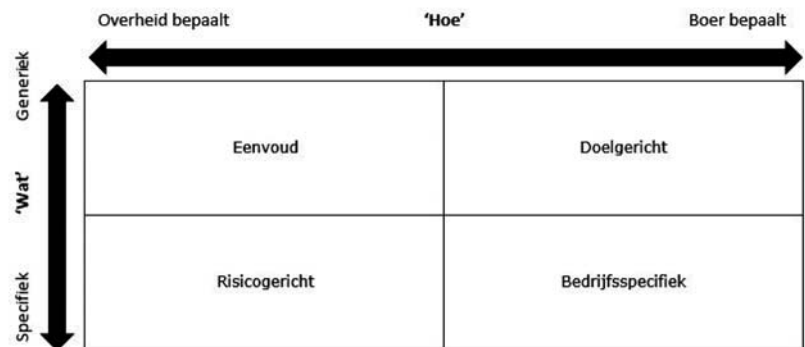 Overheid bepaalt
‘Hoe’
Boer bepaalt
Generiek
‘Wat’
Specifiek
Eenvoud
Doelgericht
Risicogericht
Bedrijfsspecifiek